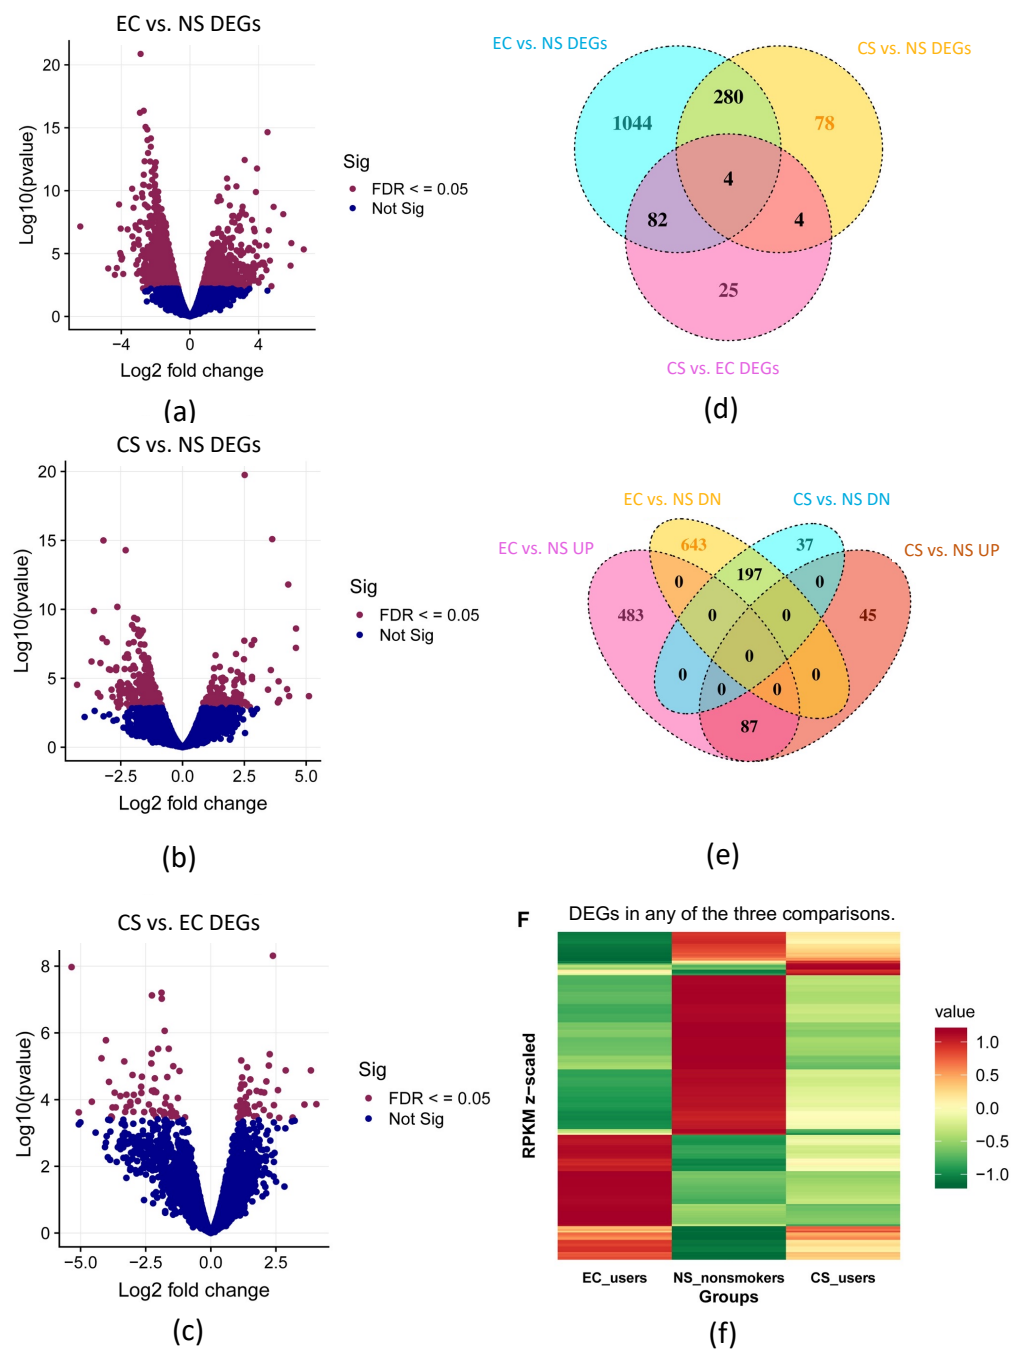 EC vs. NS DEGs
20
15
10
5
0
Log10(pvalue)
−4
0
4
Log2 fold change
Sig
FDR < = 0.05
Not Sig
(a)
CS vs. NS DEGs
20
15
10
5
0
Log10(pvalue)
−2.5
0.0
2.5
5.0
Log2 fold change
Sig
FDR < = 0.05
Not Sig
(b)
CS vs. EC DEGs
8
6
4
2
0
Log10(pvalue)
−5.0
−2.5
0.0
2.5
Log2 fold change
Sig
FDR < = 0.05
Not Sig
(c)
EC vs. NS DEGs
CS vs. NS DEGs
280
1044
78
4
82
4
25
CS vs. EC DEGs
(d)
EC vs. NS DN
CS vs. NS DN
EC vs. NS UP
CS vs. NS UP
643
37
197
0
0
483
0
0
45
0
0
0
0
0
87
(e)
F
DEGs in any of the three comparisons.
RPKM z−scaled
value
1.0
0.5
0.0
−0.5
−1.0
EC_users
NS_nonsmokers
CS_users
Groups
(f)